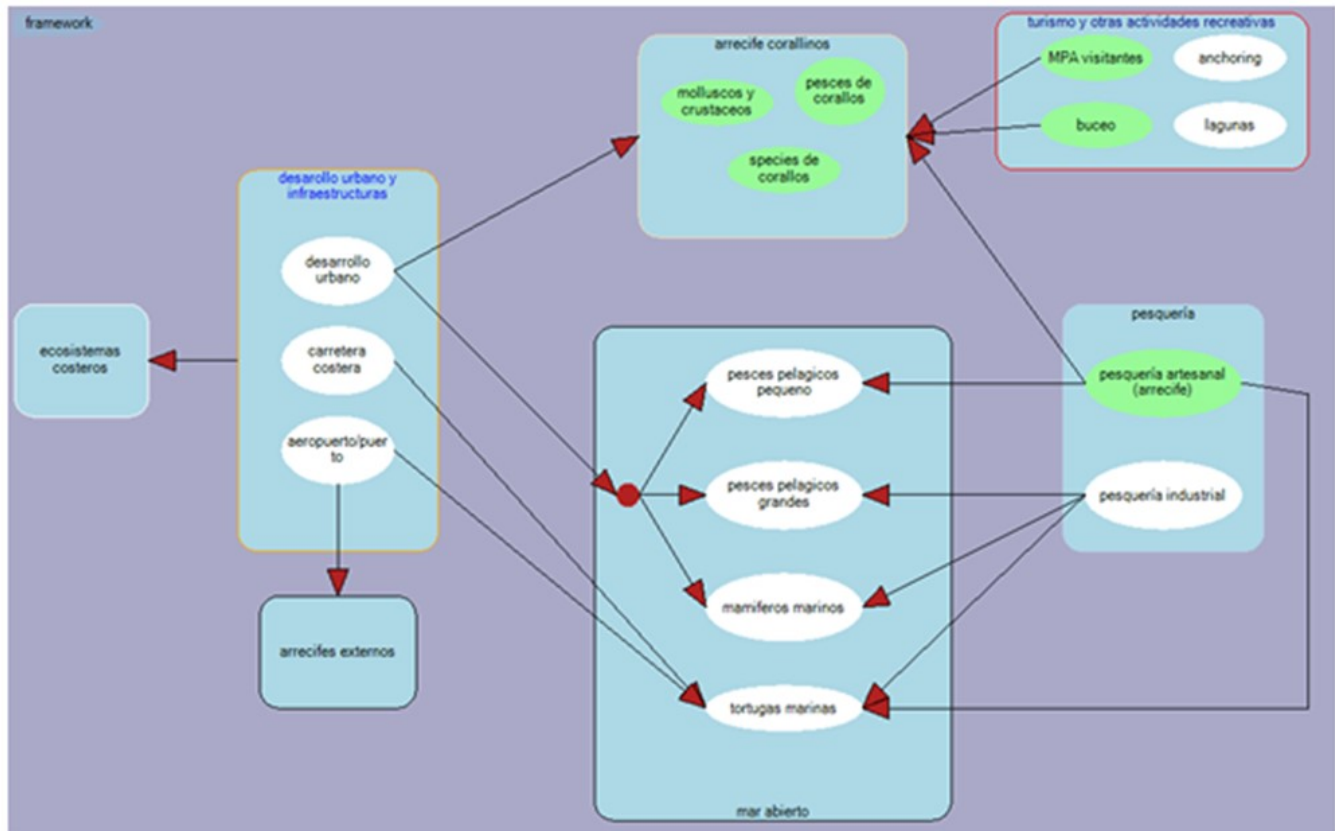 framework
turismo y otras actividades recreativas
MPA visitantes
anchoring
buceo
lagunas
arrecife corallinos
molluscos y
crustaceos
pesces de
corallos
species de
corallos
desarollo urbano y
infraestructuras
desarrollo
urbano
carretera
costera
aeropuerto/puer
to
ecosistemas
costeros
arrecifes externos
pesces pelagicos
pequeno
pesces pelagicos
grandes
mamiferos marinos
tortugas marinas
mar abierto
pesquería
pesquería artesanal
(arrecife)
pesquería industrial